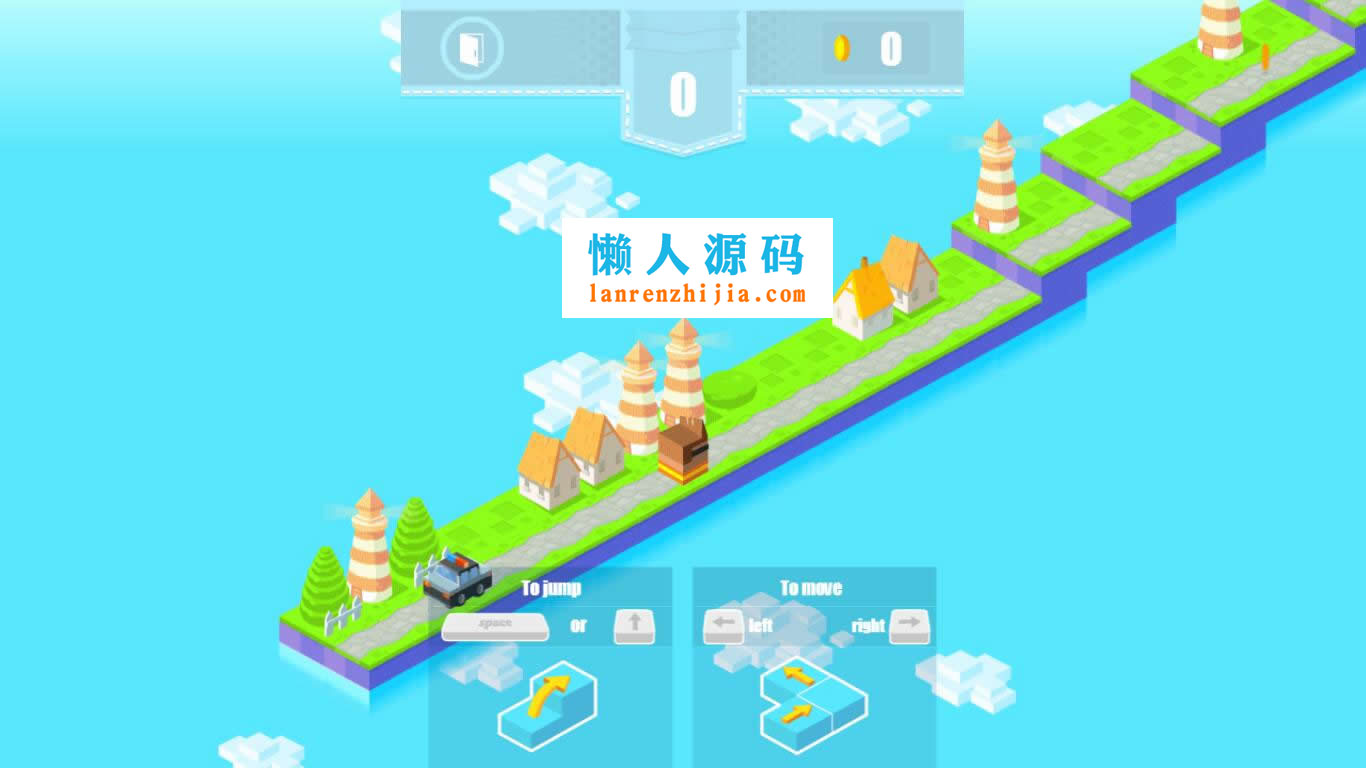 0
0
懒人源码
lanrenzhijia.com
To jump
space or
To move
left right